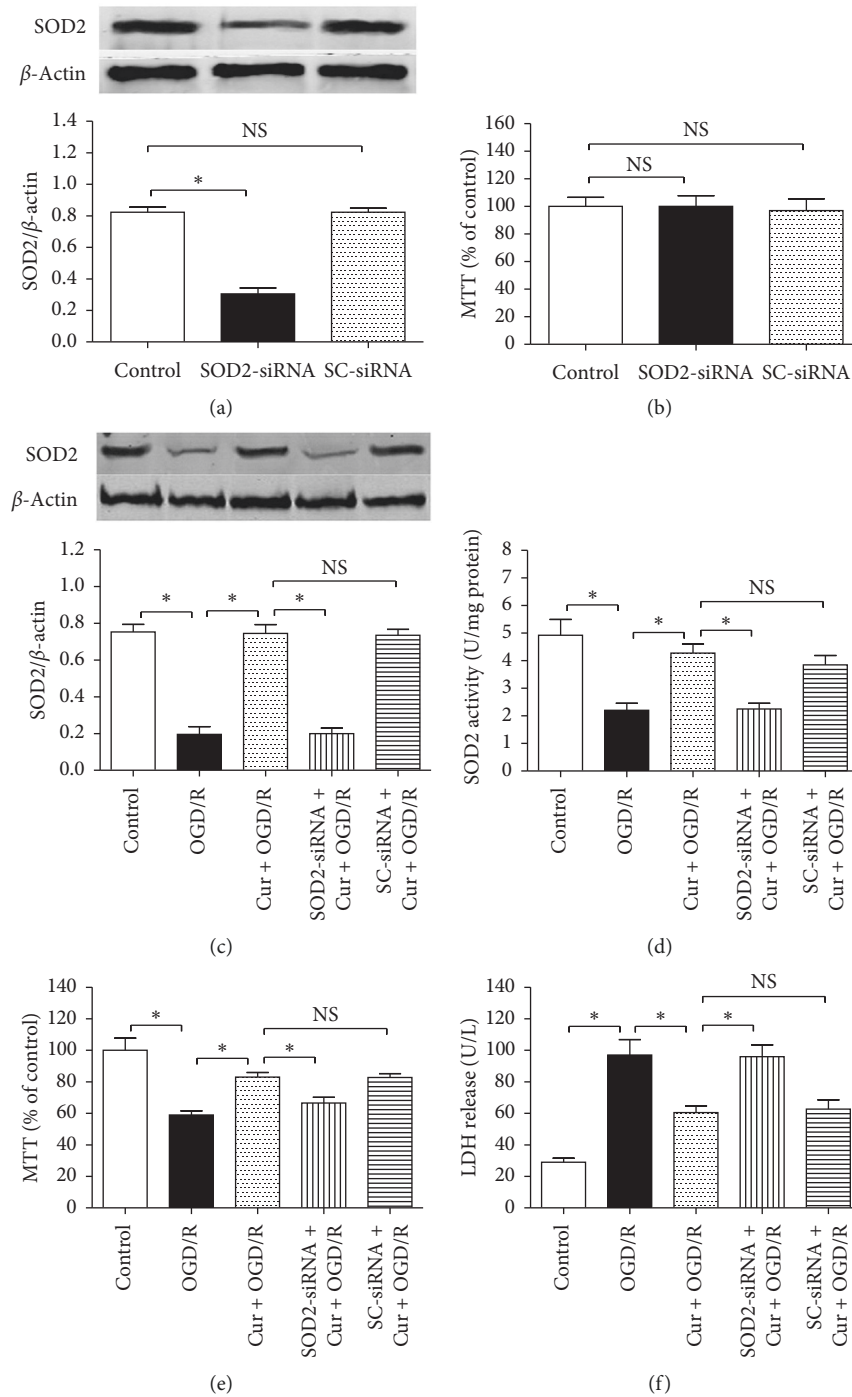 SOD2
β-Actin
NS
*
1.4
1.2
1.0
0.8
0.6
0.4
0.2
0.0
SOD2/β-actin
Control SOD2-siRNA SC-siRNA
(a)
NS
NS
160
140
120
100
80
60
40
20
0
MTT (% of control)
Control SOD2-siRNA SC-siRNA
(b)
SOD2
β-Actin
NS
* * *
1.2
1.0
0.8
0.6
0.4
0.2
0.0
SOD2/β-actin
Control
OGD/R
Cur + OGD/R
SOD2-siRNA +
Cur + OGD/R
SC-siRNA +
Cur + OGD/R
(c)
NS
* * *
8
7
6
5
4
3
2
1
0
SOD2 activity (U/mg protein)
Control
OGD/R
Cur + OGD/R
SOD2-siRNA +
Cur + OGD/R
SC-siRNA +
Cur + OGD/R
(d)
NS
* * *
140
120
100
80
60
40
20
0
MTT (% of control)
Control
OGD/R
Cur + OGD/R
SOD2-siRNA +
Cur + OGD/R
SC-siRNA +
Cur + OGD/R
(e)
NS
* * *
140
120
100
80
60
40
20
0
LDH release (U/L)
Control
OGD/R
Cur + OGD/R
SOD2-siRNA +
Cur + OGD/R
SC-siRNA +
Cur + OGD/R
(f)